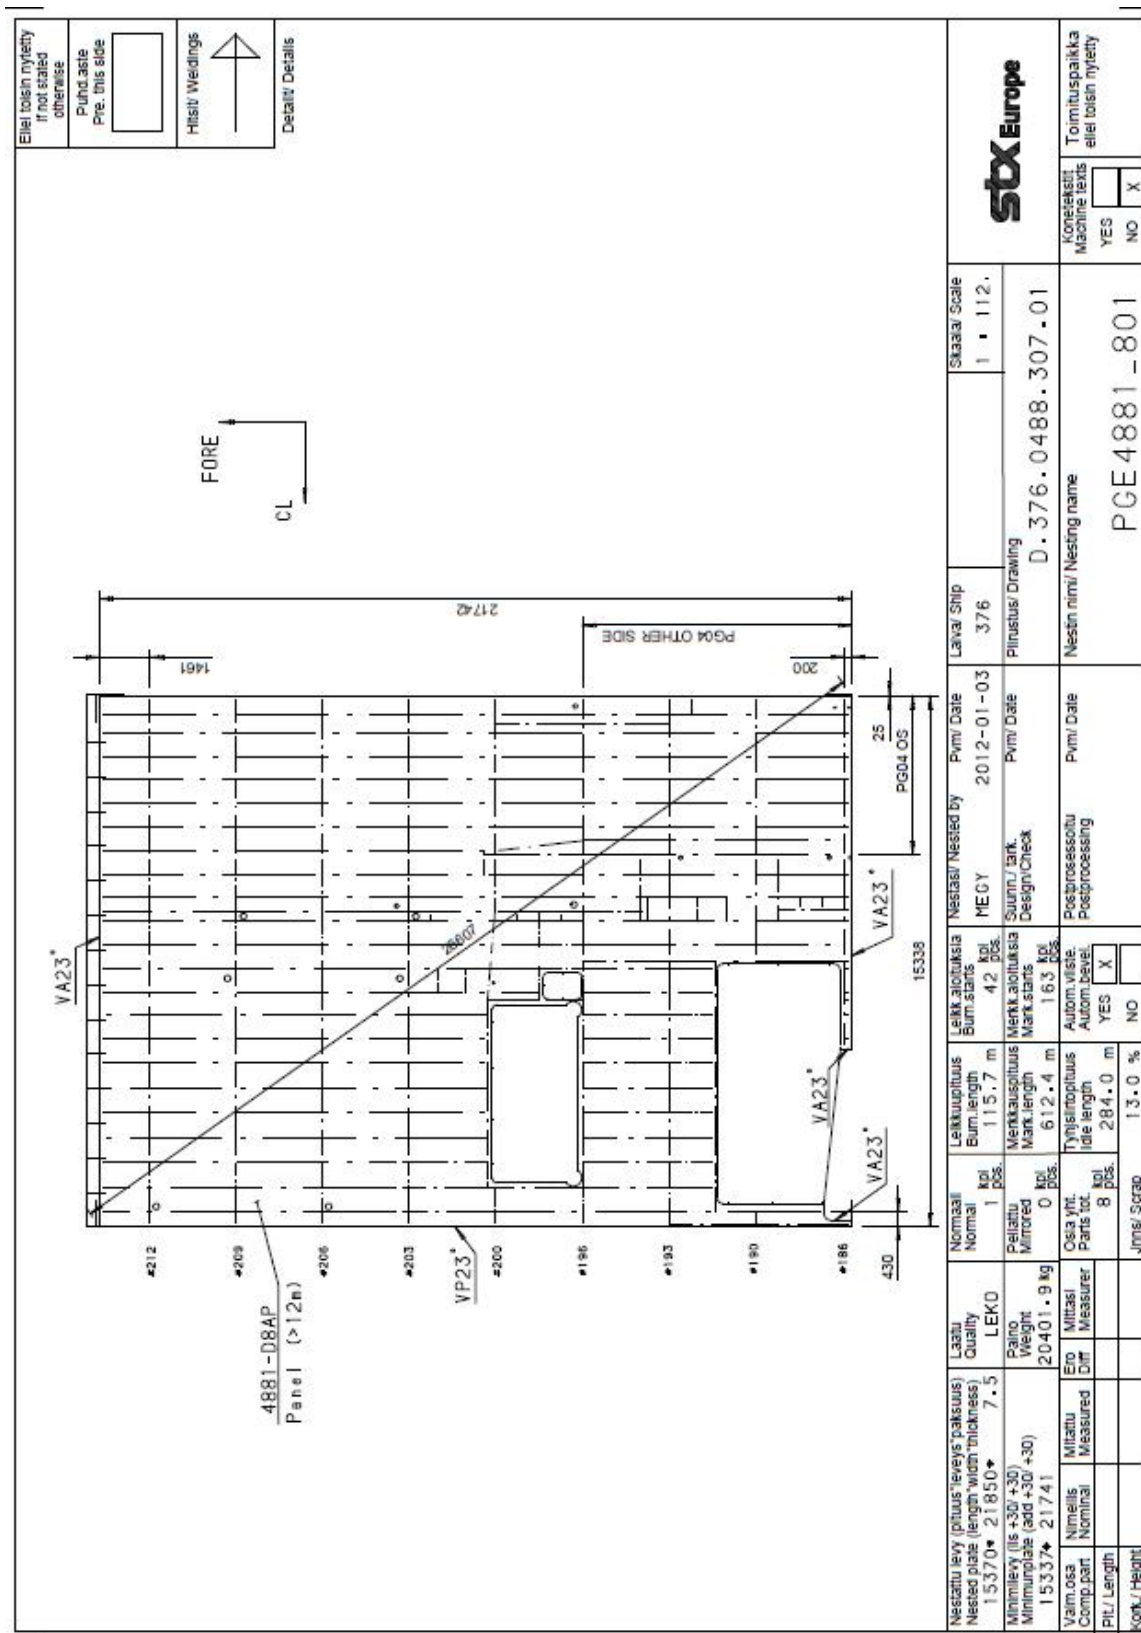 Ellei toisin nytetty
If not stated
otherwise
Puhd.aste
Pre. this side
Hitsit/ Weldings
Detaljit/ Details
FORE
CL
VA23°
1461
21742
PG04 OTHER SIDE
200
25
PG04 OS
26607
VA23°
15338
VA23°
VA23°
430
VP23°
#212
#209
#206
#203
#200
#196
#193
#190
#186
4881-D8AP
Panel (>12m)
Nestattu levy (pituus*leveys*paksuus)
Nested plate (length*width*thickness)
15370* 21850* 7.5
Minimilevy (lis +30/ +30)
Minimunplate (add +30/ +30)
15337* 21741
Valm.osa
Comp.part
Nimellis
Nominal
Mitattu
Measured
Ero
Diff
Mittasi
Measurer
Pit./ Length
Kork./ Height
Laatu
Quality
LEKO
Paino
Weight
20401.9 kg
Normaali
Normal
1 kpl
pcs.
Peilattu
Mirrored
0 kpl
pcs.
Osia yht.
Parts tot.
8 kpl
pcs.
Jnns/ Scrap
13.0 %
Leikkuupituus
Burn.length
115.7 m
Merkkauspituus
Mark.length
612.4 m
Tyhjsiirtopituus
Idle length
284.0 m
Leikk.aloituksia
Burn.starts
42 kpl
pcs.
Merkk.aloituksia
Mark.starts
163 kpl
pcs.
Autom.viiste.
Autom.bevel.
YES X
NO
Nestasi/ Nested by
MEGY
Pvm/ Date
2012-01-03
Suunn./ tark.
Design/Check
Pvm/ Date
Postprosessoitu
Postprocessing
Pvm/ Date
Laiva/ Ship
376
Skaala/ Scale
1 . 112.
Piirustus/ Drawing
D.376.0488.307.01
Nestin nimi/ Nesting name
PGE4881_801
STX Europe
Konetekstit
Machine texts
YES
NO X
Toimituspaikka
ellei toisin nytetty